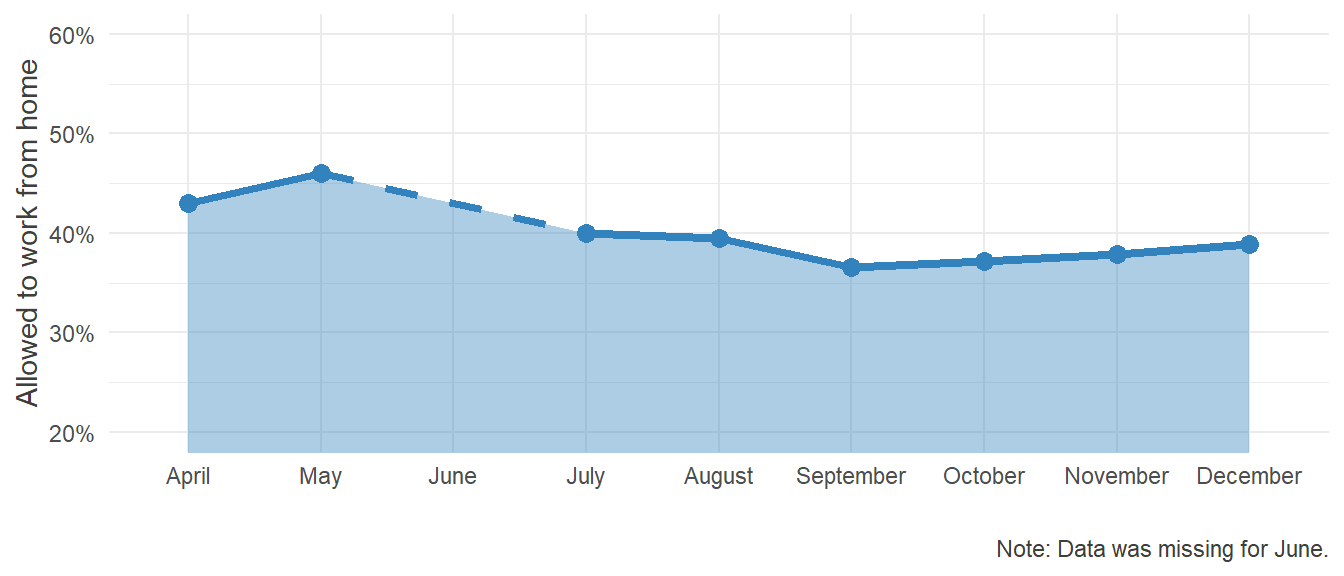 Allowed to work from home
60%
50%
40%
30%
20%
April May June July August September October November December
Note: Data was missing for June.